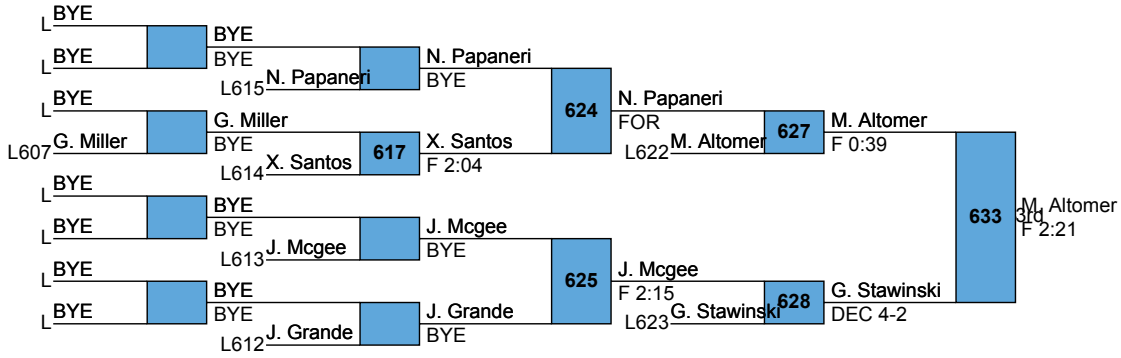 BYE
L
BYE
BYE
BYE
L
N. Papaneri
N. Papaneri
BYE
L615
BYE
L
G. Miller
BYE
G. Miller
L607
X. Santos
617
X. Santos
F 2:04
L614
624
N. Papaneri
FOR
M. Altomer
627
M. Altomer
F 0:39
L622
BYE
L
BYE
BYE
BYE
L
J. Mcgee
J. Mcgee
BYE
L613
BYE
L
BYE
BYE
BYE
L
J. Grande
J. Grande
BYE
L612
625
J. Mcgee
F 2:15
G. Stawinski
628
G. Stawinski
DEC 4-2
L623
633
M. Altomer
3rd
F 2:21